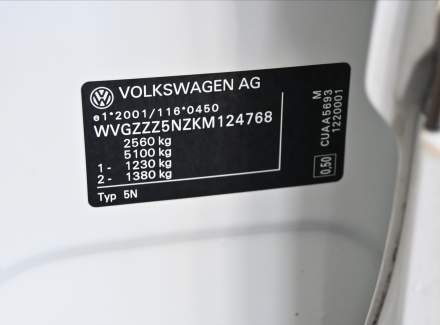 VOLKSWAGEN AG
e1*2001/116*0450
WVGZZZ5NZKM124768
2560 kg
5100 kg
1- 1230 kg
2- 1380 kg
Typ 5N
M
CUAA5693
1220001
0,50